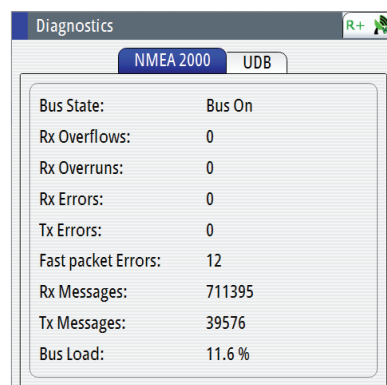 Diagnostics R+
NMEA 2000 UDB
Bus State: Bus On
Rx Overflows: 0
Rx Overruns: 0
Rx Errors: 0
Tx Errors: 0
Fast packet Errors: 12
Rx Messages: 711395
Tx Messages: 39576
Bus Load: 11.6 %